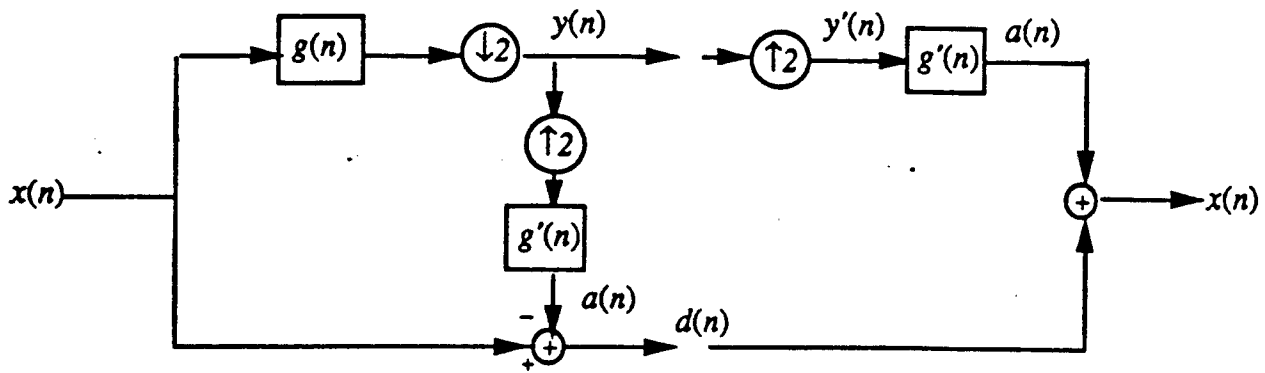 g(n) ↓2 y(n) ↑2 y'(n) g'(n) a(n)
↑2
x(n) + x(n)
g'(n)
a(n)
− d(n)
+
+